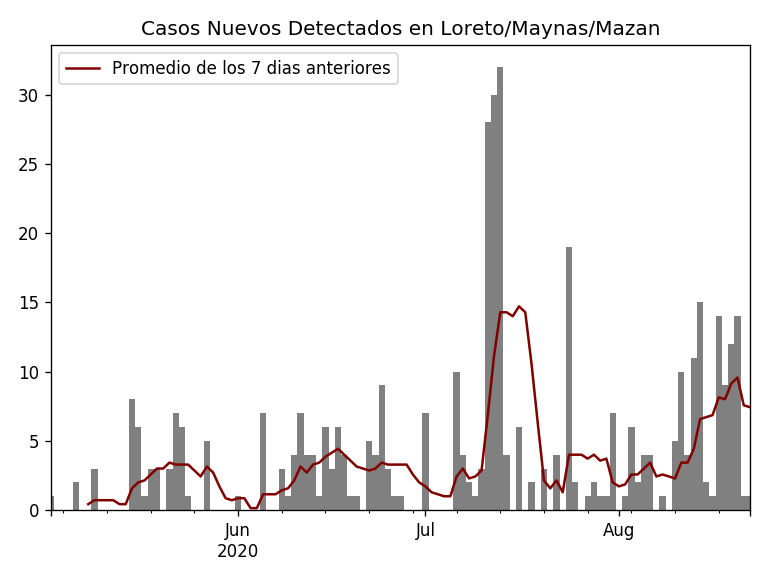 Casos Nuevos Detectados en Loreto/Maynas/Mazan
Promedio de los 7 dias anteriores
30
25
20
15
10
5
0
Jun
2020
Jul
Aug